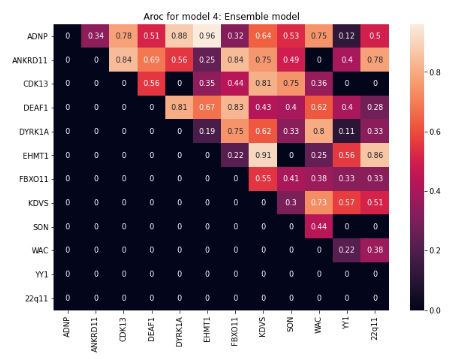 Aroc for model 4: Ensemble model
ADNP 0 0.34 0.78 0.51 0.88 0.96 0.32 0.64 0.53 0.75 0.12 0.5
ANKRD11 0 0 0.84 0.69 0.56 0.25 0.84 0.75 0.49 0 0.4 0.78
CDK13 0 0 0 0.56 0 0.35 0.44 0.81 0.75 0.36 0 0
DEAF1 0 0 0 0 0.81 0.67 0.83 0.43 0.4 0.62 0.4 0.28
DYRK1A 0 0 0 0 0 0.19 0.75 0.62 0.33 0.8 0.11 0.33
EHMT1 0 0 0 0 0 0 0.22 0.91 0 0.25 0.56 0.86
FBXO11 0 0 0 0 0 0 0 0.55 0.41 0.38 0.33 0.33
KDVS 0 0 0 0 0 0 0 0 0.3 0.73 0.57 0.51
SON 0 0 0 0 0 0 0 0 0 0.44 0 0
WAC 0 0 0 0 0 0 0 0 0 0 0.22 0.38
YY1 0 0 0 0 0 0 0 0 0 0 0 0
22q11 0 0 0 0 0 0 0 0 0 0 0 0
ADNP ANKRD11 CDK13 DEAF1 DYRK1A EHMT1 FBXO11 KDVS SON WAC YY1 22q11
0.8
0.6
0.4
0.2
0.0